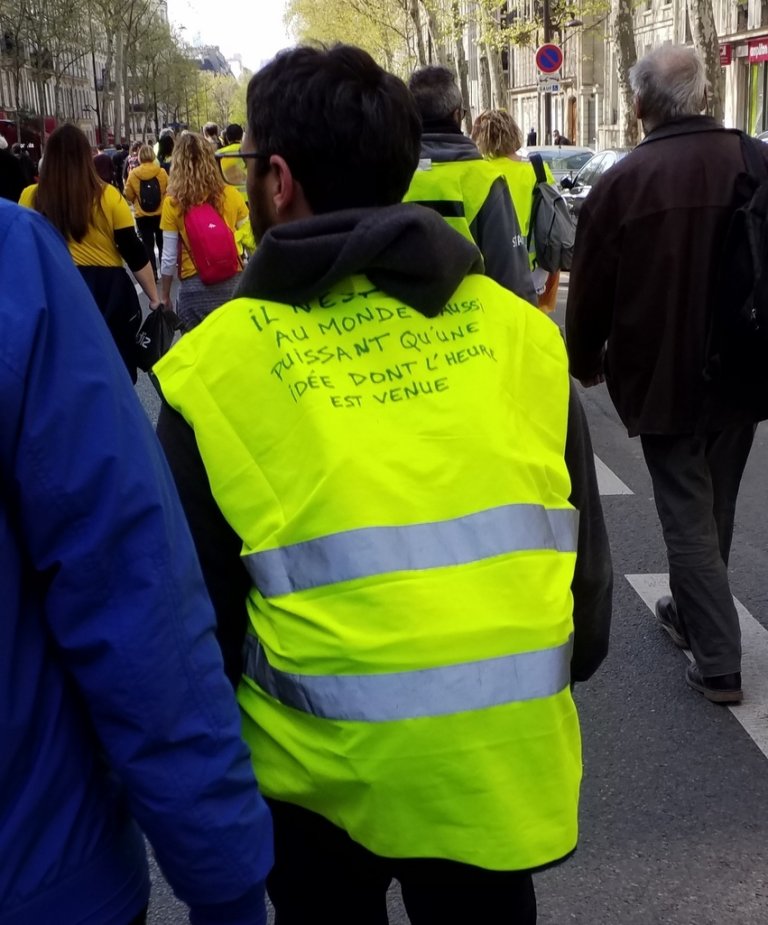 IL N'EST
AU MONDE AUSSI
PUISSANT QU'UNE
IDÉE DONT L'HEURE
EST VENUE